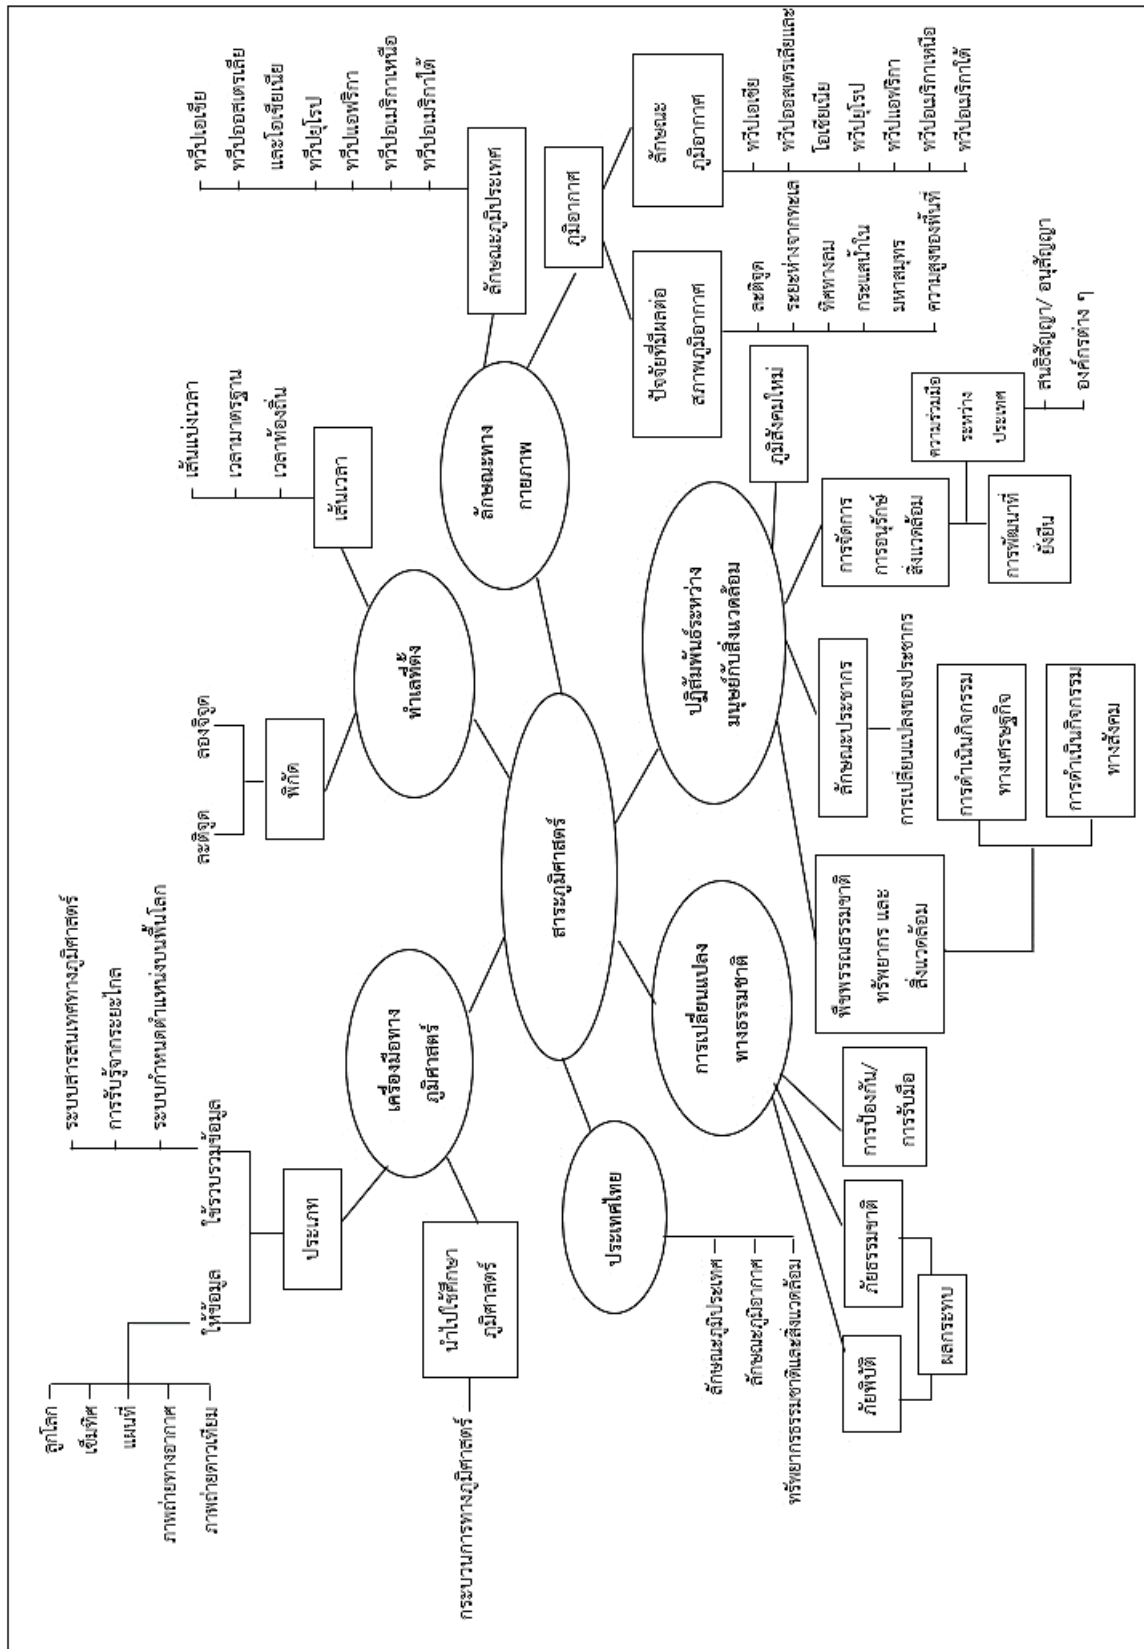 ลูกโลก
เข็มทิศ
แผนที่
ภาพถ่ายทางอากาศ
ภาพถ่ายดาวเทียม
ให้ข้อมูล
ระบบสารสนเทศทางภูมิศาสตร์
การรับรู้จากระยะไกล
ระบบกำหนดตำแหน่งบนพื้นโลก
ใช้รวบรวมข้อมูล
ประเภท
กระบวนการทางภูมิศาสตร์
นำไปใช้ศึกษา
ภูมิศาสตร์
เครื่องมือทาง
ภูมิศาสตร์
ละติจูด
ลองจิจูด
พิกัด
เส้นแบ่งเวลา
เวลามาตรฐาน
เวลาท้องถิ่น
เส้นเวลา
ทำเลที่ตั้ง
ทวีปเอเชีย
ทวีปออสเตรเลีย
และโอเชียเนีย
ทวีปยุโรป
ทวีปแอฟริกา
ทวีปอเมริกาเหนือ
ทวีปอเมริกาใต้
ลักษณะภูมิประเทศ
ลักษณะทาง
กายภาพ
ภูมิอากาศ
ปัจจัยที่มีผลต่อ
สภาพภูมิอากาศ
ละติจูด
ระยะห่างจากทะเล
ทิศทางลม
กระแสน้ำใน
มหาสมุทร
ความสูงของพื้นที่
ลักษณะ
ภูมิอากาศ
ทวีปเอเชีย
ทวีปออสเตรเลียและ
โอเชียเนีย
ทวีปยุโรป
ทวีปแอฟริกา
ทวีปอเมริกาเหนือ
ทวีปอเมริกาใต้
สาระภูมิศาสตร์
ประเทศไทย
ลักษณะภูมิประเทศ
ลักษณะภูมิอากาศ
ทรัพยากรธรรมชาติและสิ่งแวดล้อม
การเปลี่ยนแปลง
ทางธรรมชาติ
ภัยพิบัติ
ภัยธรรมชาติ
ผลกระทบ
การป้องกัน/
การรับมือ
ปฏิสัมพันธ์ระหว่าง
มนุษย์กับสิ่งแวดล้อม
พืชพรรณธรรมชาติ
ทรัพยากร และ
สิ่งแวดล้อม
การดำเนินกิจกรรม
ทางเศรษฐกิจ
การดำเนินกิจกรรม
ทางสังคม
ลักษณะประชากร
การเปลี่ยนแปลงของประชากร
การจัดการ
การอนุรักษ์
สิ่งแวดล้อม
การพัฒนาที่
ยั่งยืน
ความร่วมมือ
ระหว่าง
ประเทศ
สนธิสัญญา/ อนุสัญญา
องค์กรต่าง ๆ
ภูมิสังคมใหม่